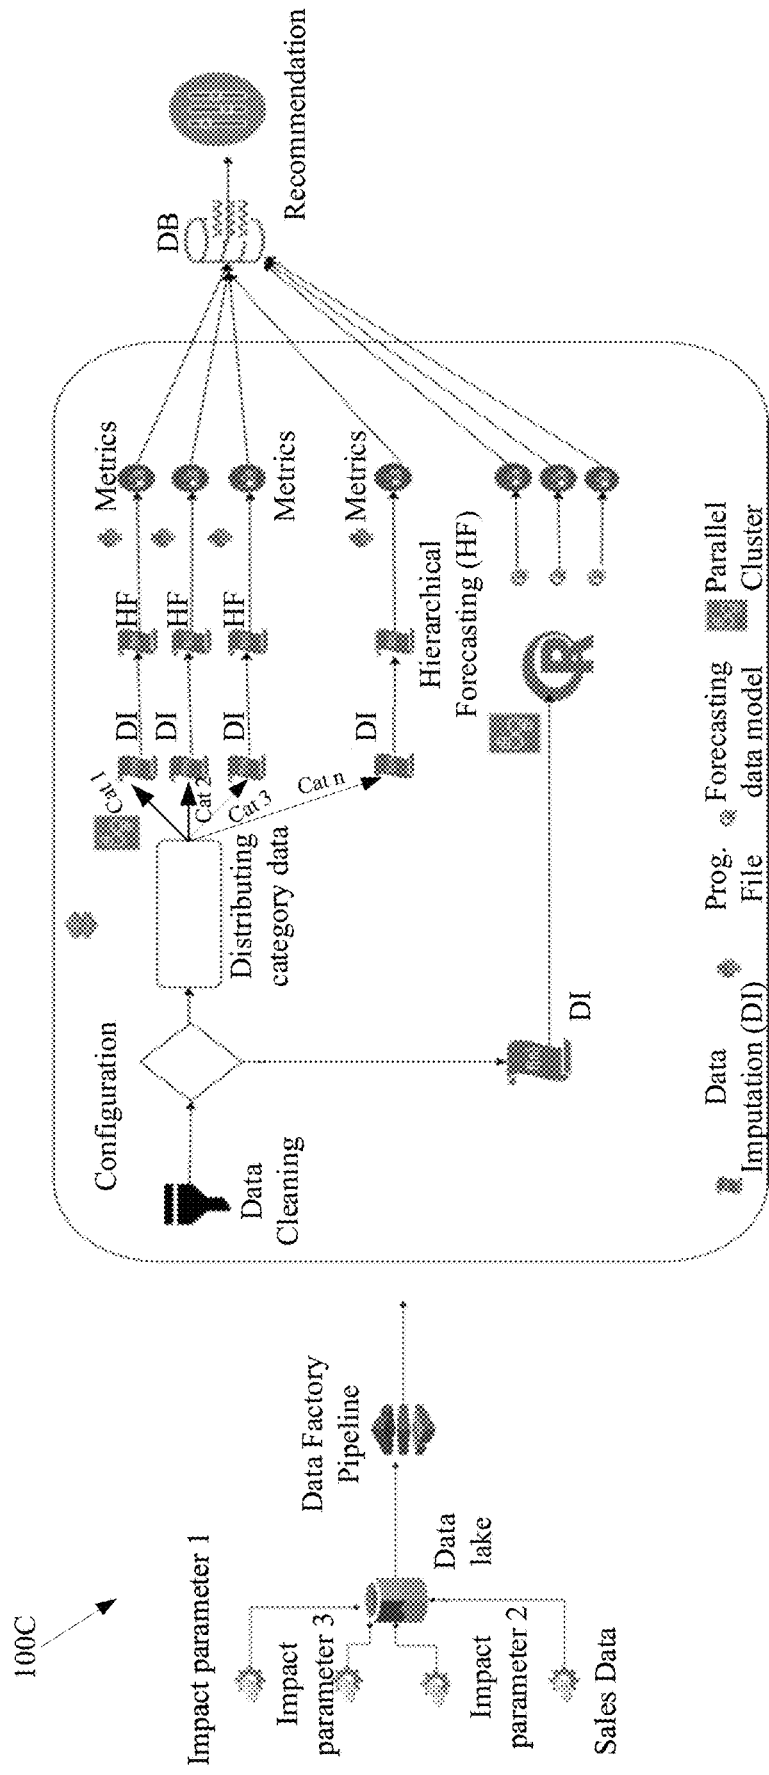 100C
Impact parameter 1
Impact
parameter 3
Impact
parameter 2
Sales Data
Data
lake
Data Factory
Pipeline
Data
Cleaning
Configuration
Distributing
category data
Cat 1
Cat 2
Cat 3
Cat n
DI
DI
DI
DI
HF
HF
HF
Hierarchical
Forecasting (HF)
Metrics
Metrics
Metrics
DI
R
DB
Recommendation
Data
Imputation (DI)
Prog.
File
Forecasting
data model
Parallel
Cluster